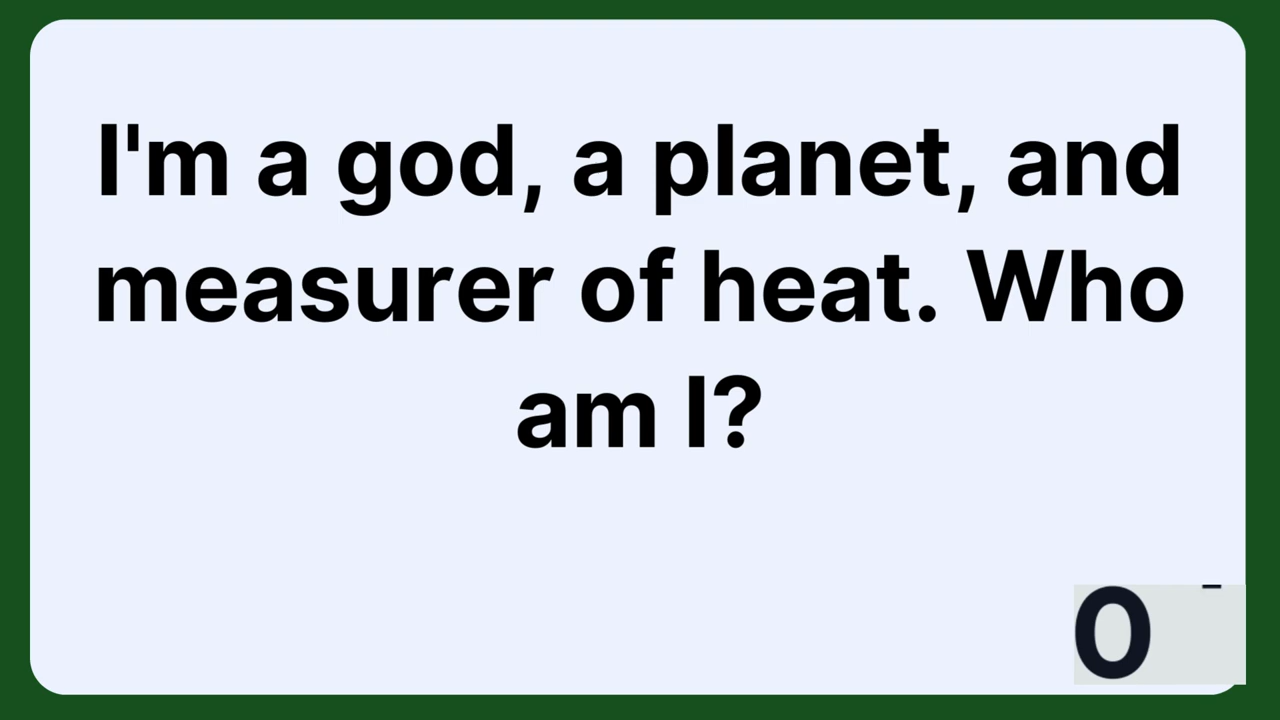 I'm a god, a planet, and
measurer of heat. Who
am I?
0